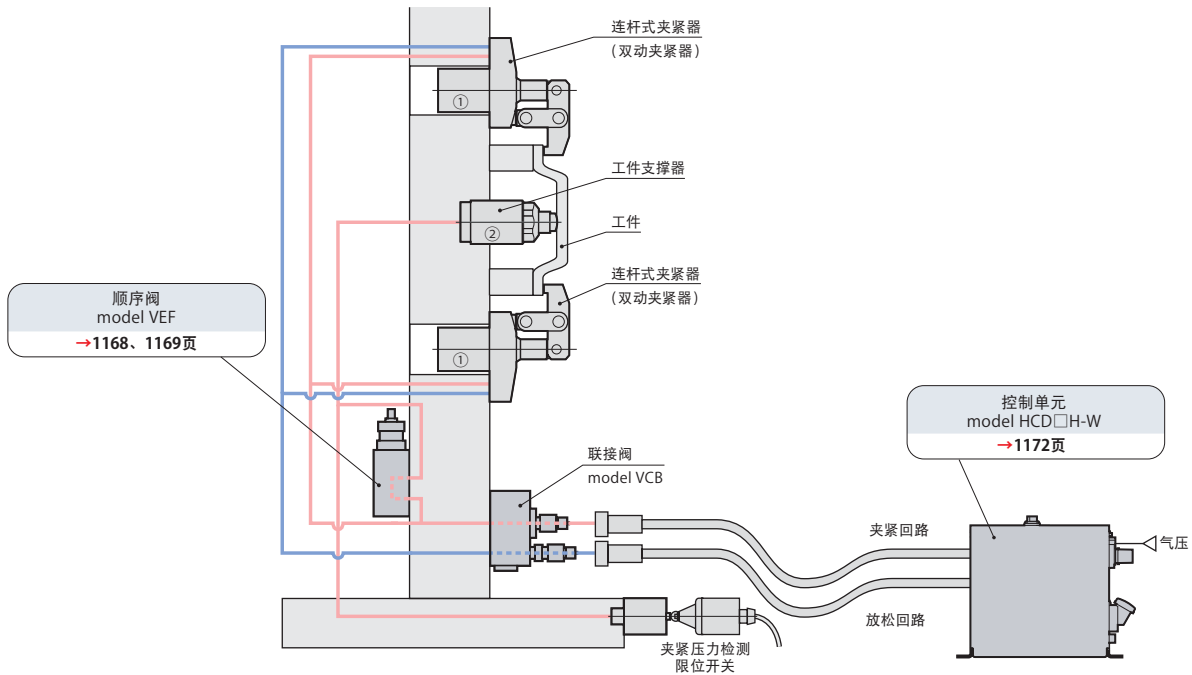 连杆式夹紧器
(双动夹紧器)
①
工件支撑器
②
工件
连杆式夹紧器
(双动夹紧器)
①
顺序阀
model VEF
→1168、1169页
控制单元
model HCD□H-W
→1172页
联接阀
model VCB
夹紧回路
气压
放松回路
夹紧压力检测
限位开关